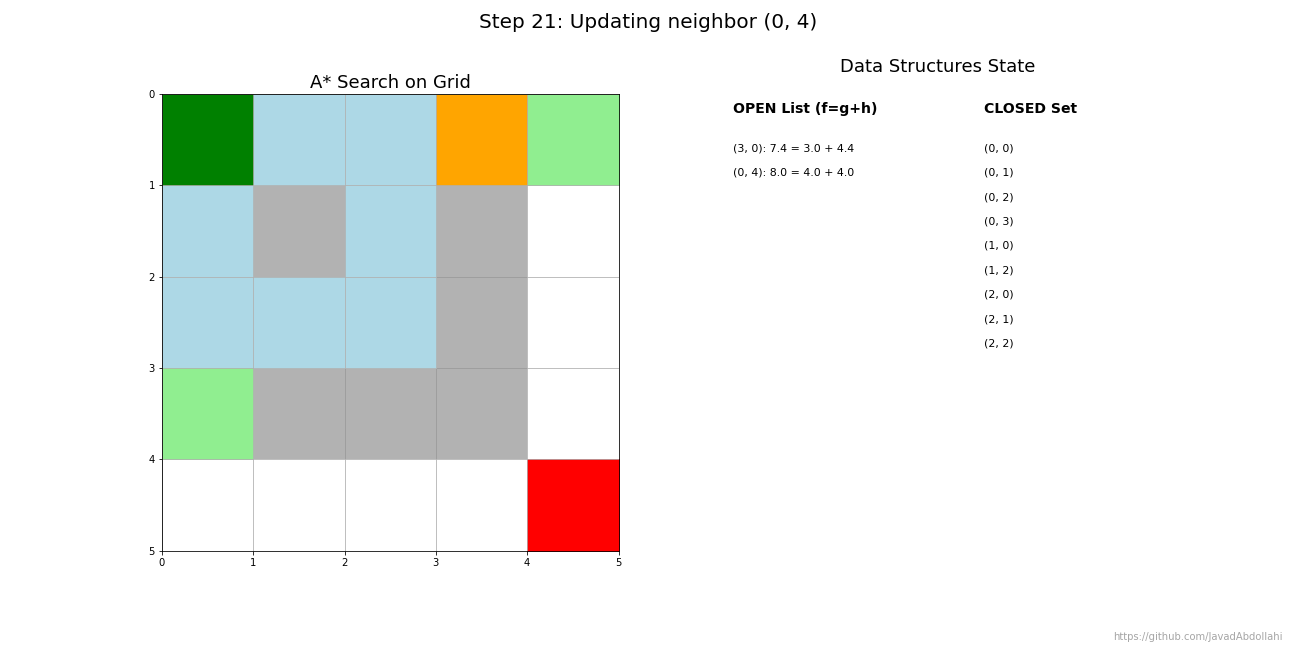 Step 21: Updating neighbor (0, 4)
A* Search on Grid
0
1
2
3
4
5
0
1
2
3
4
5
Data Structures State
OPEN List (f=g+h)
(3, 0): 7.4 = 3.0 + 4.4
(0, 4): 8.0 = 4.0 + 4.0
CLOSED Set
(0, 0)
(0, 1)
(0, 2)
(0, 3)
(1, 0)
(1, 2)
(2, 0)
(2, 1)
(2, 2)
https://github.com/JavadAbdollahi